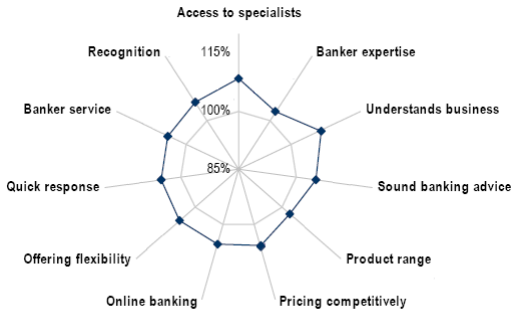 Access to specialists
Recognition
115%
Banker expertise
Banker service
100%
Understands business
85%
Quick response
Sound banking advice
Offering flexibility
Product range
Online banking
Pricing competitively